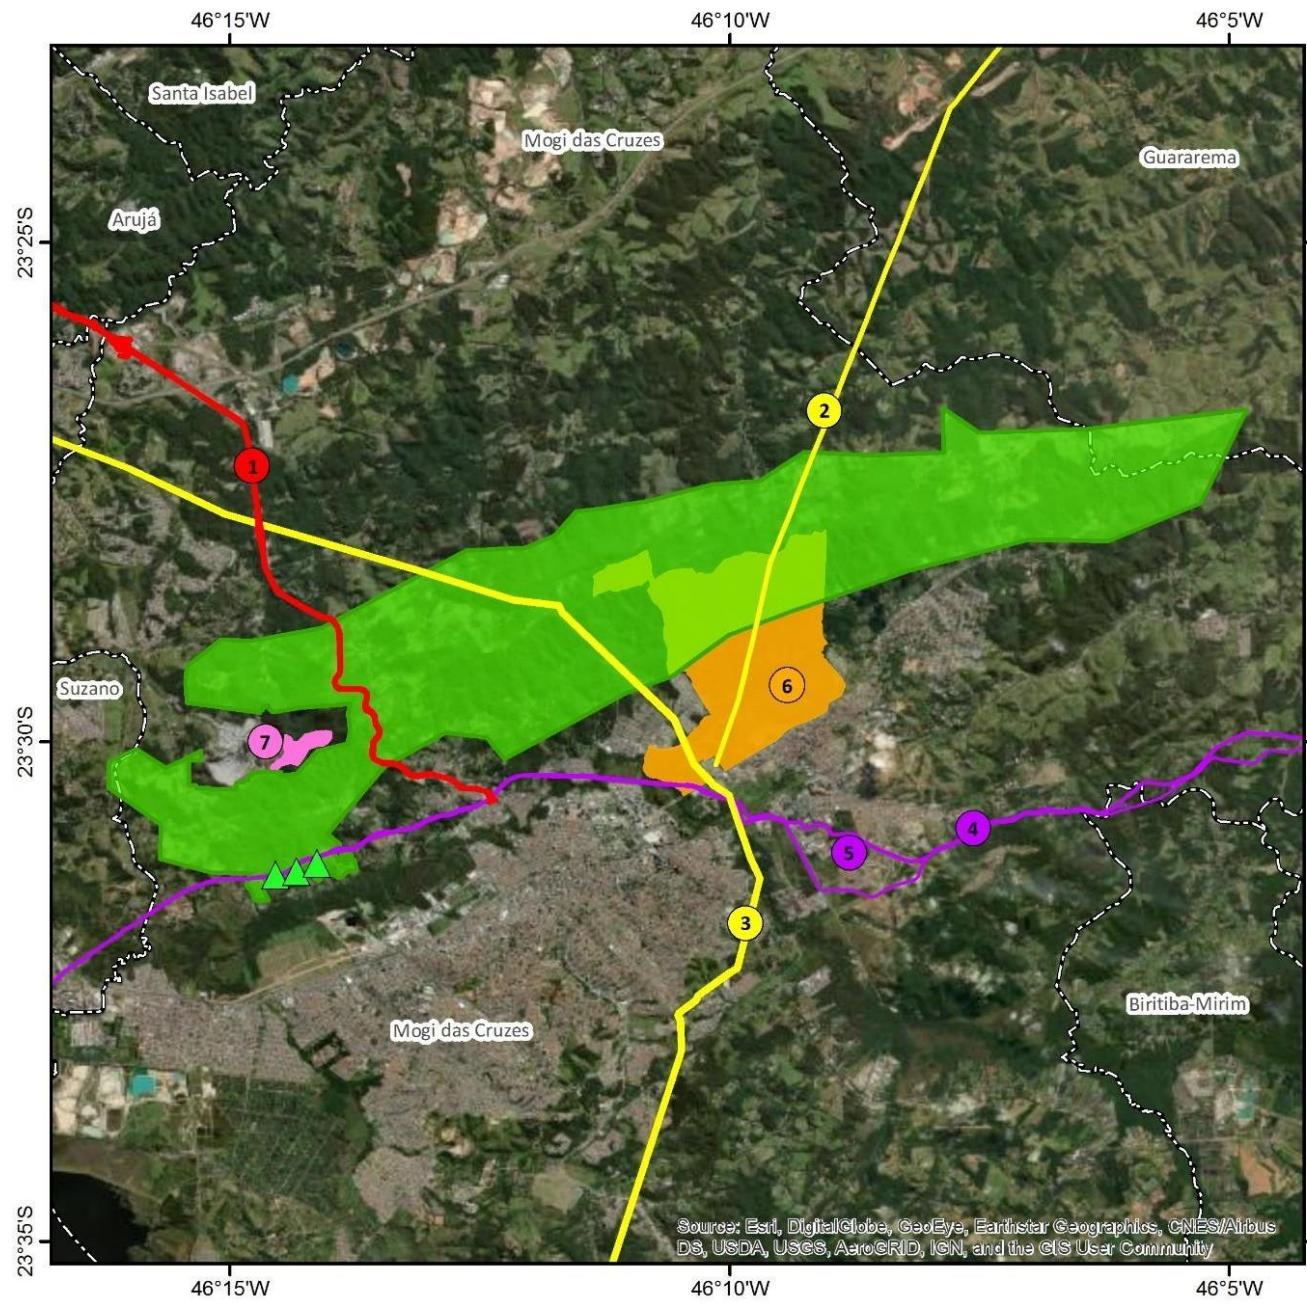 46°15'W
46°10'W
46°5'W
Santa Isabel
Mogi das Cruzes
Guararema
Arujá
23°25'S
2
1
Suzano
6
7
23°30'S
4
5
3
Biritiba-Mirim
Mogi das Cruzes
Source: Esri, DigitalGlobe, GeoEye, Earthstar Geographics, CNES/Airbus
DS, USDA, USGS, AeroGRID, IGN, and the GIS User Community
23°35'S
46°15'W
46°10'W
46°5'W